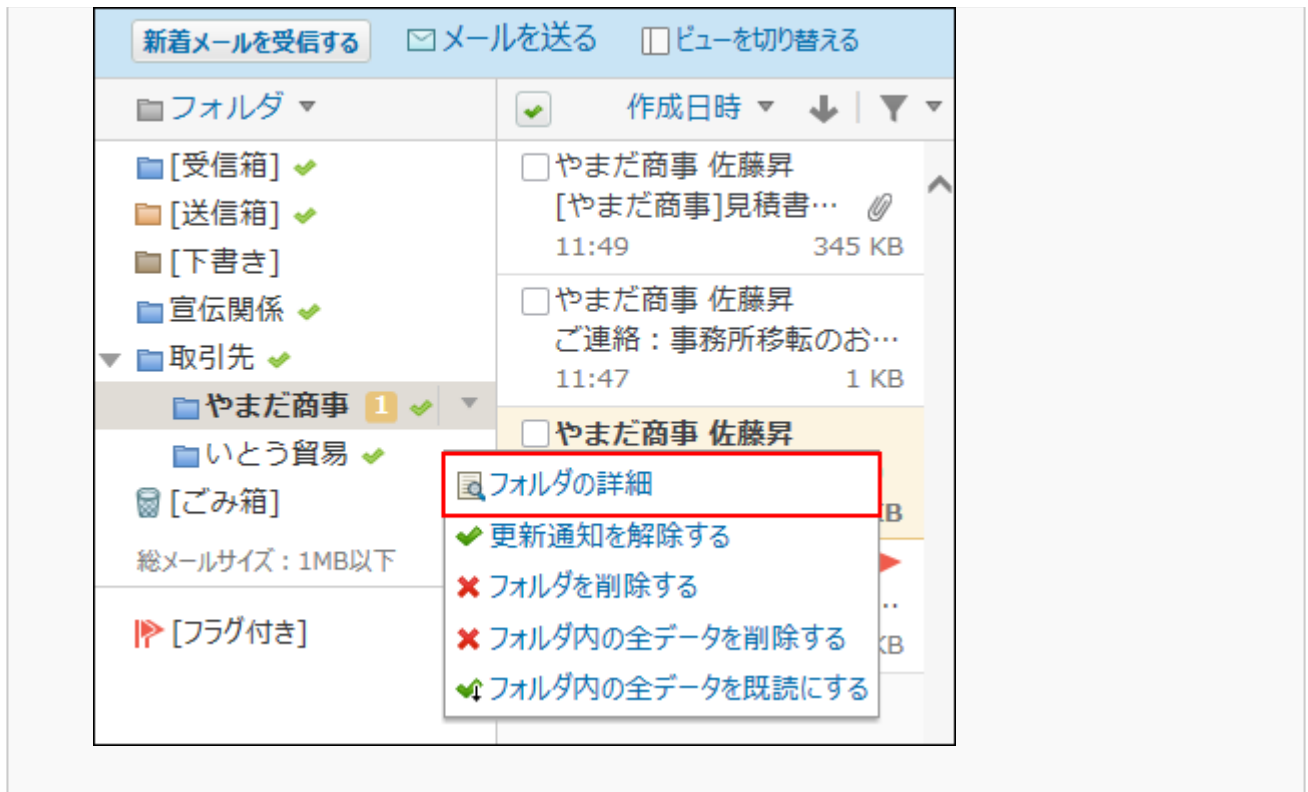 新着メールを受信する メールを送る ビューを切り替える
フォルダ
作成日時
[受信箱]
[送信箱]
[下書き]
宣伝関係
取引先
やまだ商事 1
いとう貿易
[ごみ箱]
総メールサイズ：1MB以下
[フラグ付き]
やまだ商事 佐藤昇
[やまだ商事]見積書…
11:49 345 KB
やまだ商事 佐藤昇
ご連絡：事務所移転のお…
11:47 1 KB
やまだ商事 佐藤昇
フォルダの詳細
更新通知を解除する
フォルダを削除する
フォルダ内の全データを削除する
フォルダ内の全データを既読にする